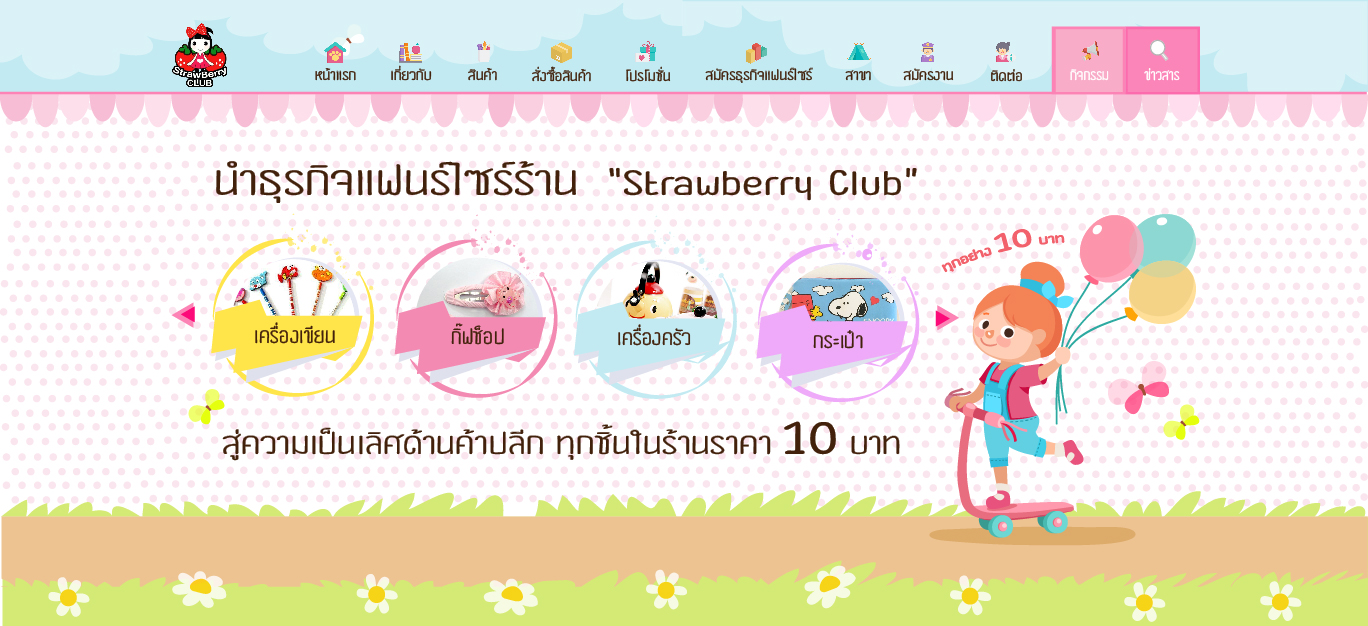 StrawBerry
CLUB
หน้าแรก
เกี่ยวกับ
สินค้า
สั่งซื้อสินค้า
โปรโมชั่น
สมัครธุรกิจแฟนร์ไชร์
สาขา
สมัครงาน
ติดต่อ
กิจกรรม
ข่าวสาร
นำธุรกิจแฟนร์ไชร์ร้าน "Strawberry Club"
ทุกอย่าง 10 บาท
เครื่องเขียน
กิ๊ฟช็อป
เครื่องครัว
กระเป๋า
สู่ความเป็นเลิศด้านค้าปลีก ทุกชิ้นในร้านราคา 10 บาท